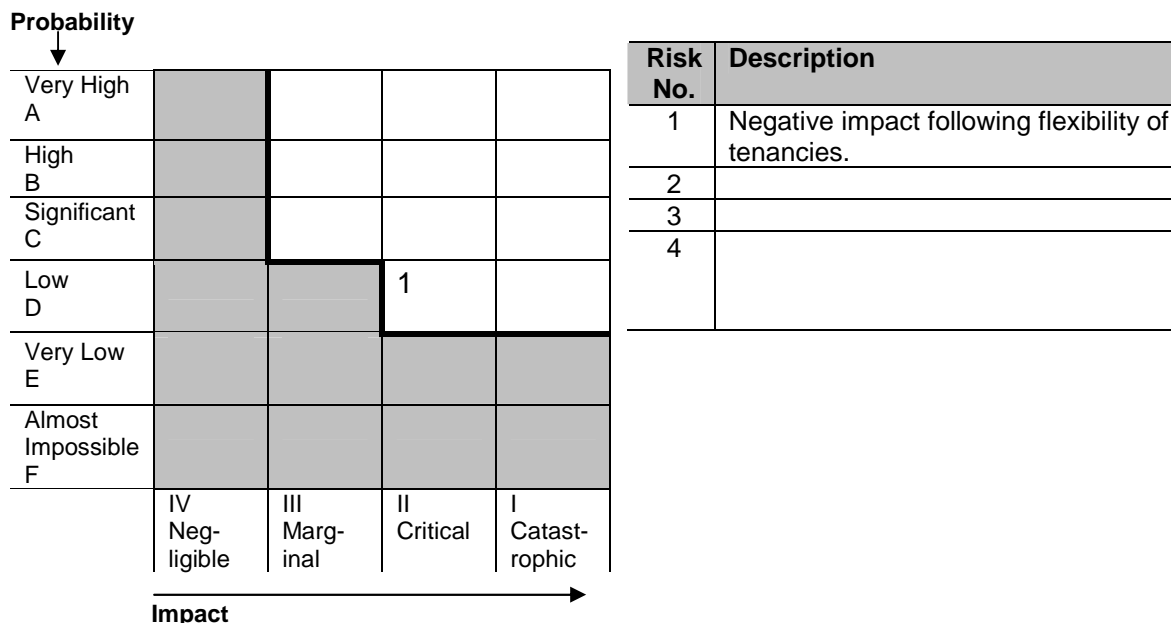 Probability
Very High
A
High
B
Significant
C
Low
D
1
Very Low
E
Almost
Impossible
F
IV
Neg-
ligible
III
Marg-
inal
II
Critical
I
Catast-
rophic
Impact
Risk
No.
Description
1
Negative impact following flexibility of
tenancies.
2
3
4